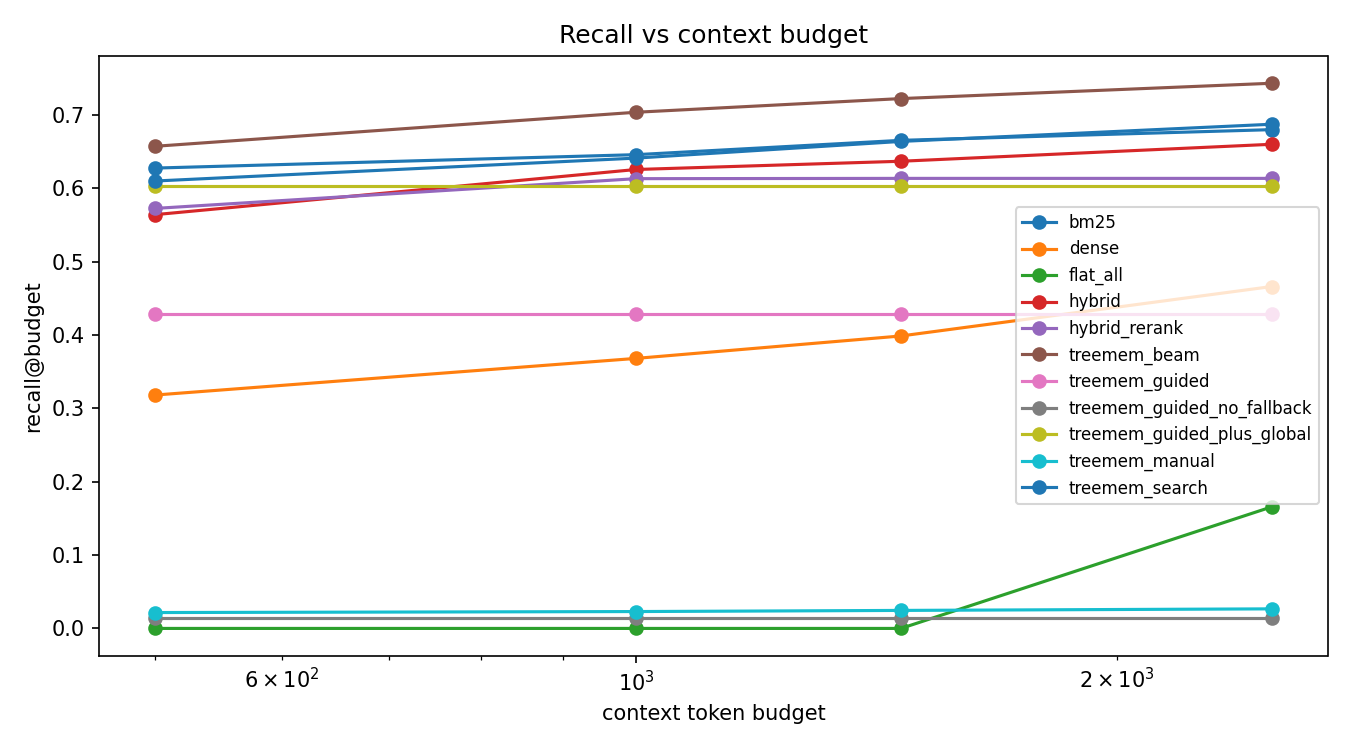 Recall vs context budget
recall@budget
0.7
0.6
0.5
0.4
0.3
0.2
0.1
0.0
bm25
dense
flat_all
hybrid
hybrid_rerank
treemem_beam
treemem_guided
treemem_guided_no_fallback
treemem_guided_plus_global
treemem_manual
treemem_search
6 × 10²
10³
2 × 10³
context token budget